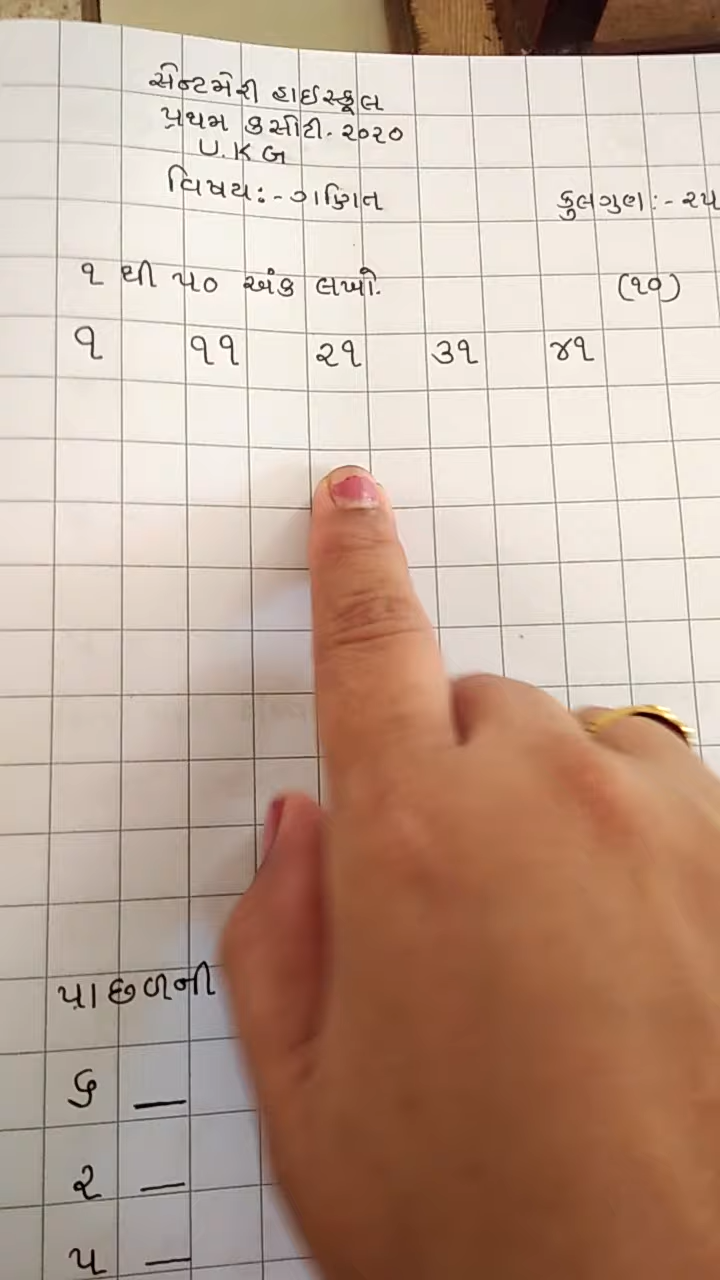 સેન્ટમેરી હાઈસ્કૂલ
પ્રથમ કસોટી-૨૦૨૦
U.K.G
વિષય:-ગણિત કુલગુણ:-૨૫
૧ થી ૫૦ અંક લખો. (૧૦)
૧ ૧૧ ૨૧ ૩૧ ૪૧
પાછળની
૬ —
૨ —
૫ —